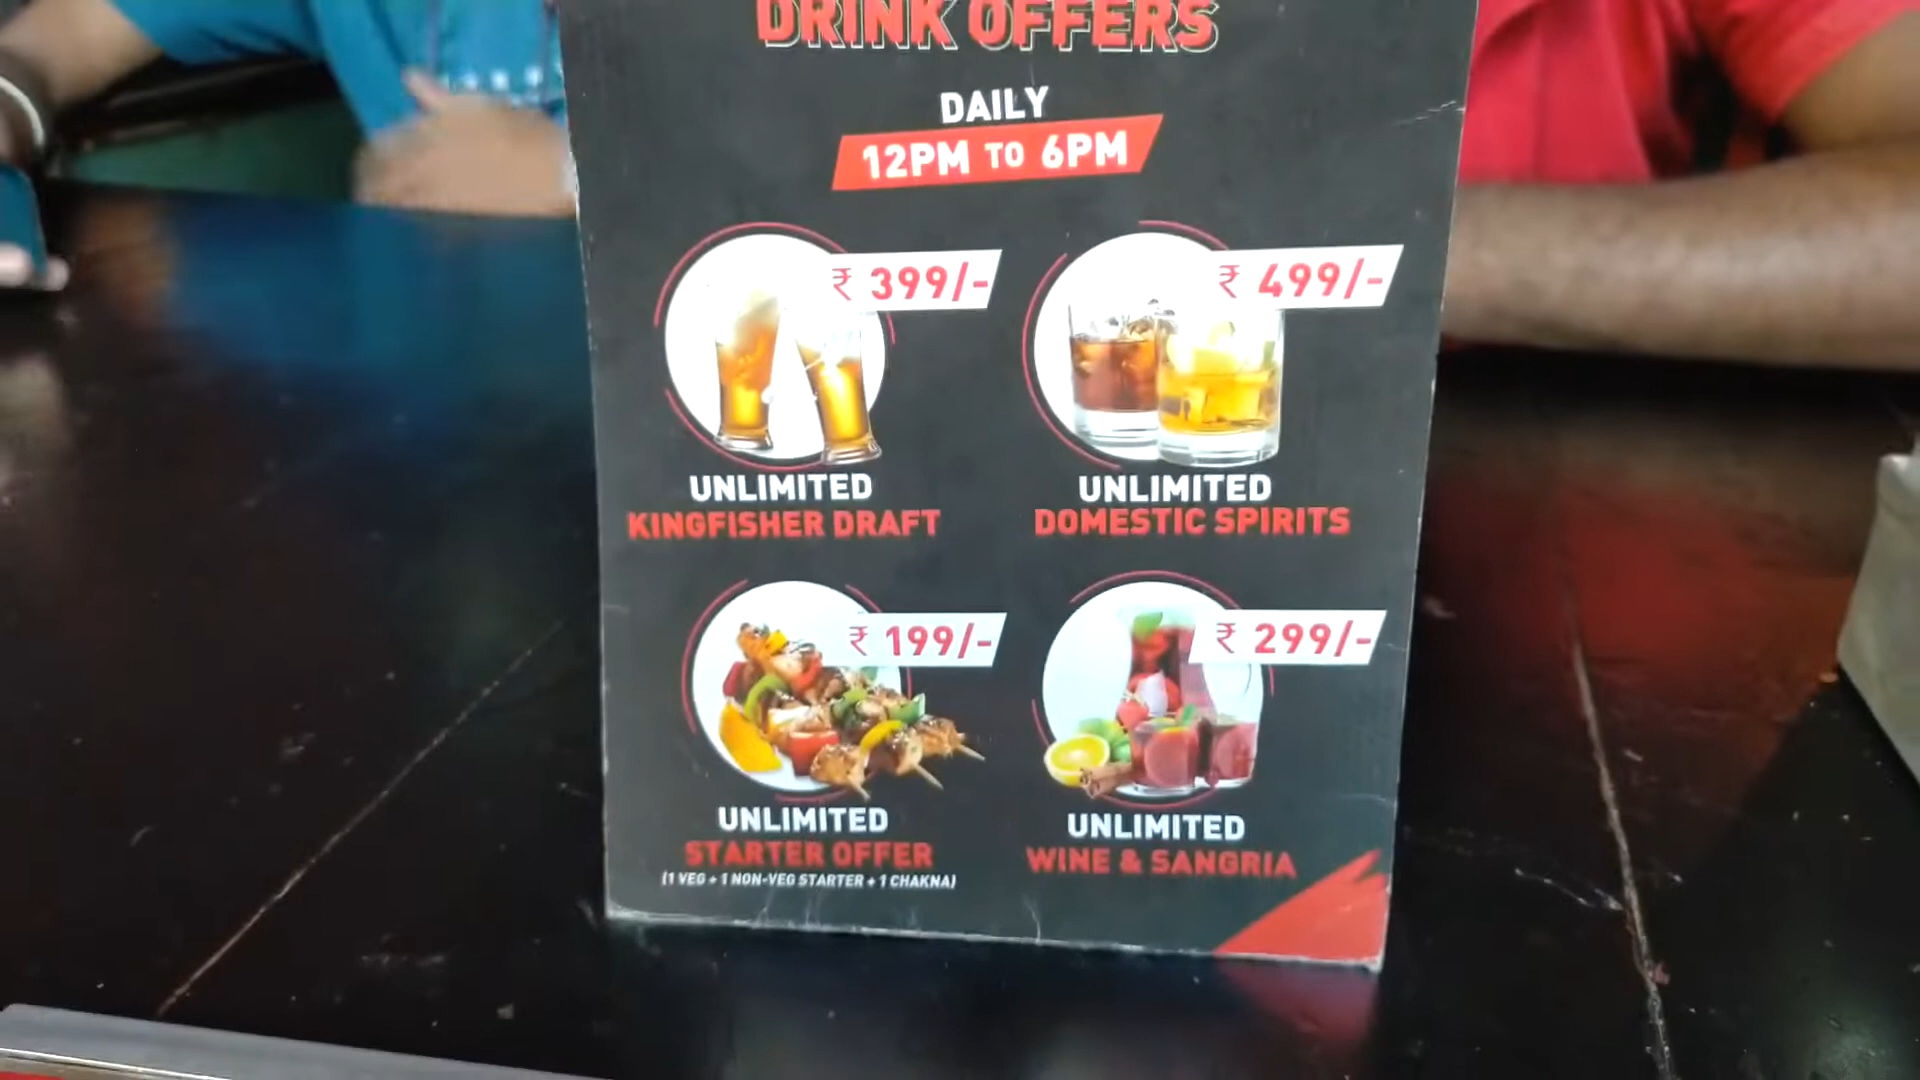 DRINK OFFERS
DAILY
12PM TO 6PM
₹ 399/-
UNLIMITED
KINGFISHER DRAFT
₹ 499/-
UNLIMITED
DOMESTIC SPIRITS
₹ 199/-
UNLIMITED
STARTER OFFER
(1 VEG + 1 NON-VEG STARTER + 1 CHAKNA)
₹ 299/-
UNLIMITED
WINE & SANGRIA